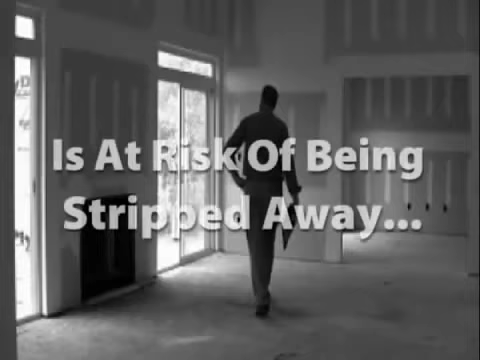 Is At Risk Of Being
Stripped Away...